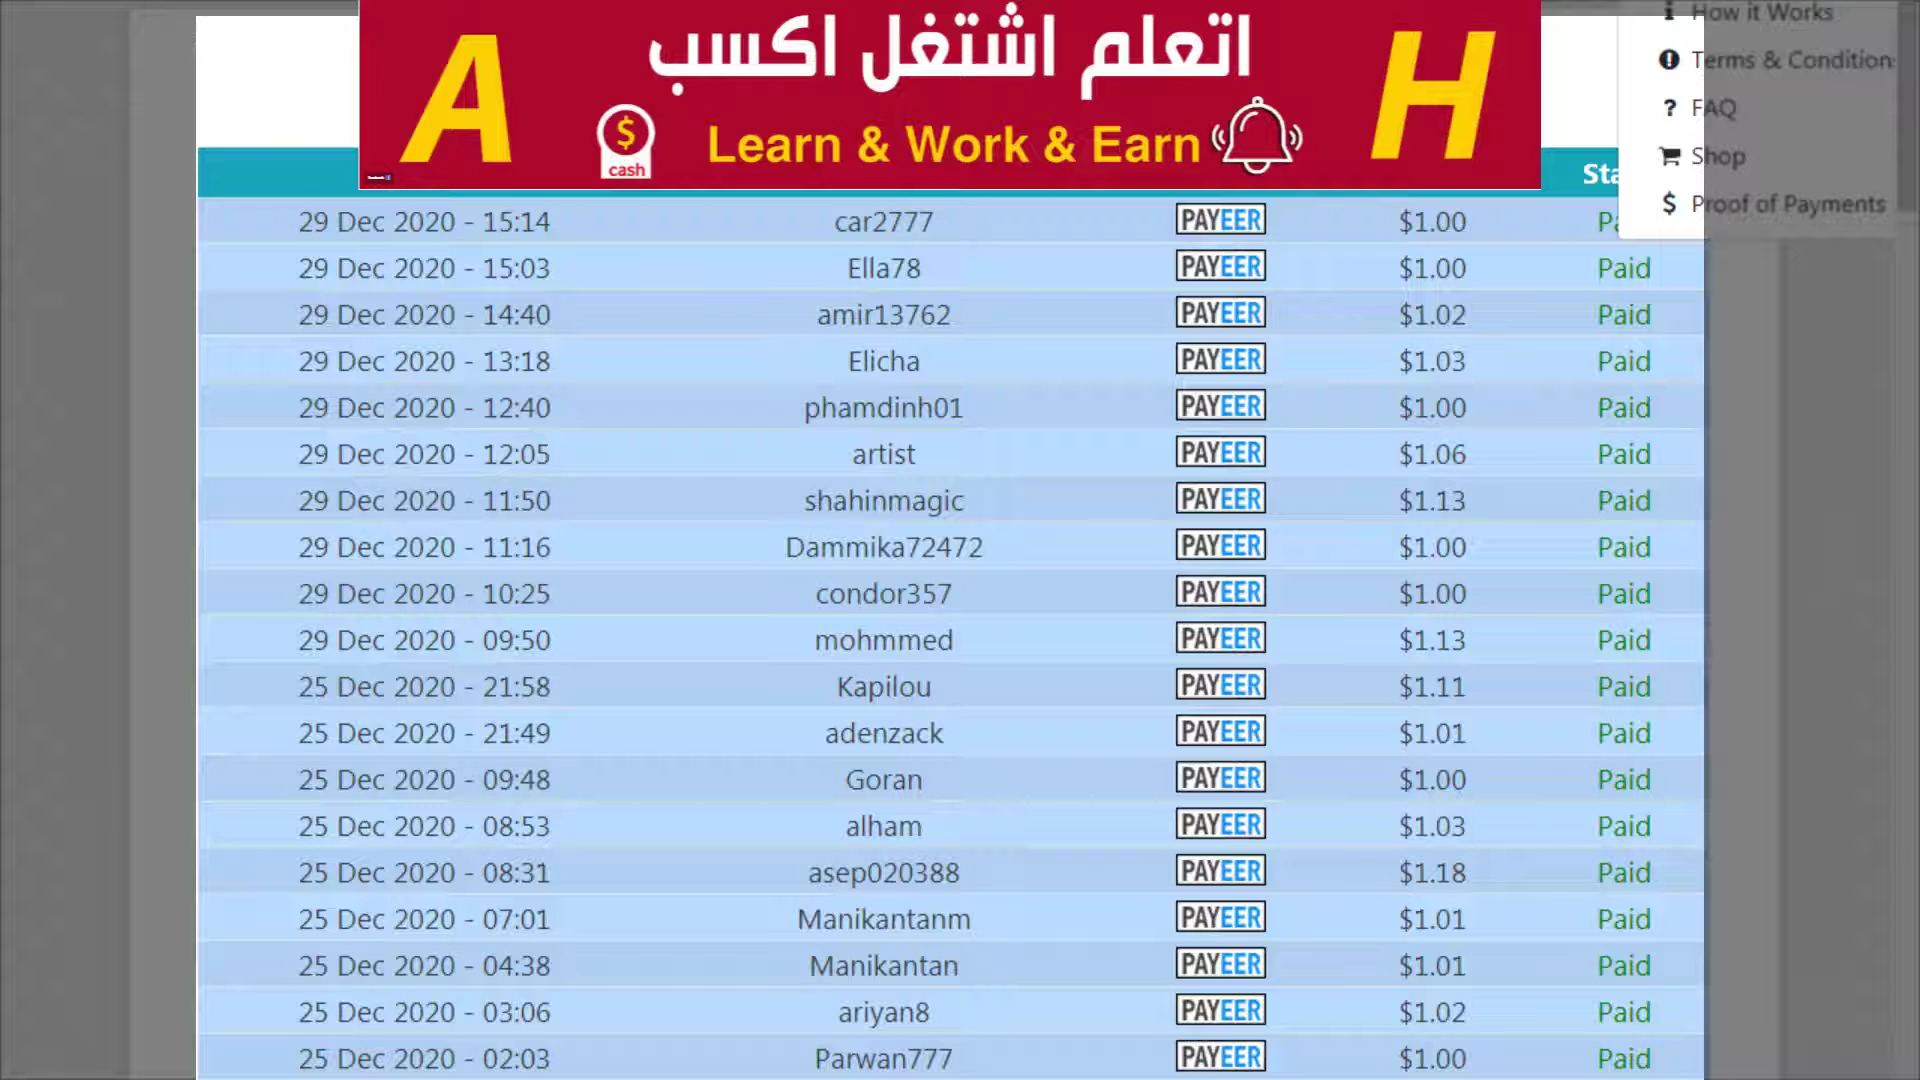 اتعلم اشتغل اكسب
A
H
cash
Learn & Work & Earn
How it Works
Terms & Condition
? FAQ
Shop
$ Proof of Payments
29 Dec 2020 - 15:14 car2777 PAYEER $1.00
29 Dec 2020 - 15:03 Ella78 PAYEER $1.00 Paid
29 Dec 2020 - 14:40 amir13762 PAYEER $1.02 Paid
29 Dec 2020 - 13:18 Elicha PAYEER $1.03 Paid
29 Dec 2020 - 12:40 phamdinh01 PAYEER $1.00 Paid
29 Dec 2020 - 12:05 artist PAYEER $1.06 Paid
29 Dec 2020 - 11:50 shahinmagic PAYEER $1.13 Paid
29 Dec 2020 - 11:16 Dammika72472 PAYEER $1.00 Paid
29 Dec 2020 - 10:25 condor357 PAYEER $1.00 Paid
29 Dec 2020 - 09:50 mohmmed PAYEER $1.13 Paid
25 Dec 2020 - 21:58 Kapilou PAYEER $1.11 Paid
25 Dec 2020 - 21:49 adenzack PAYEER $1.01 Paid
25 Dec 2020 - 09:48 Goran PAYEER $1.00 Paid
25 Dec 2020 - 08:53 alham PAYEER $1.03 Paid
25 Dec 2020 - 08:31 asep020388 PAYEER $1.18 Paid
25 Dec 2020 - 07:01 Manikantanm PAYEER $1.01 Paid
25 Dec 2020 - 04:38 Manikantan PAYEER $1.01 Paid
25 Dec 2020 - 03:06 ariyan8 PAYEER $1.02 Paid
25 Dec 2020 - 02:03 Parwan777 PAYEER $1.00 Paid